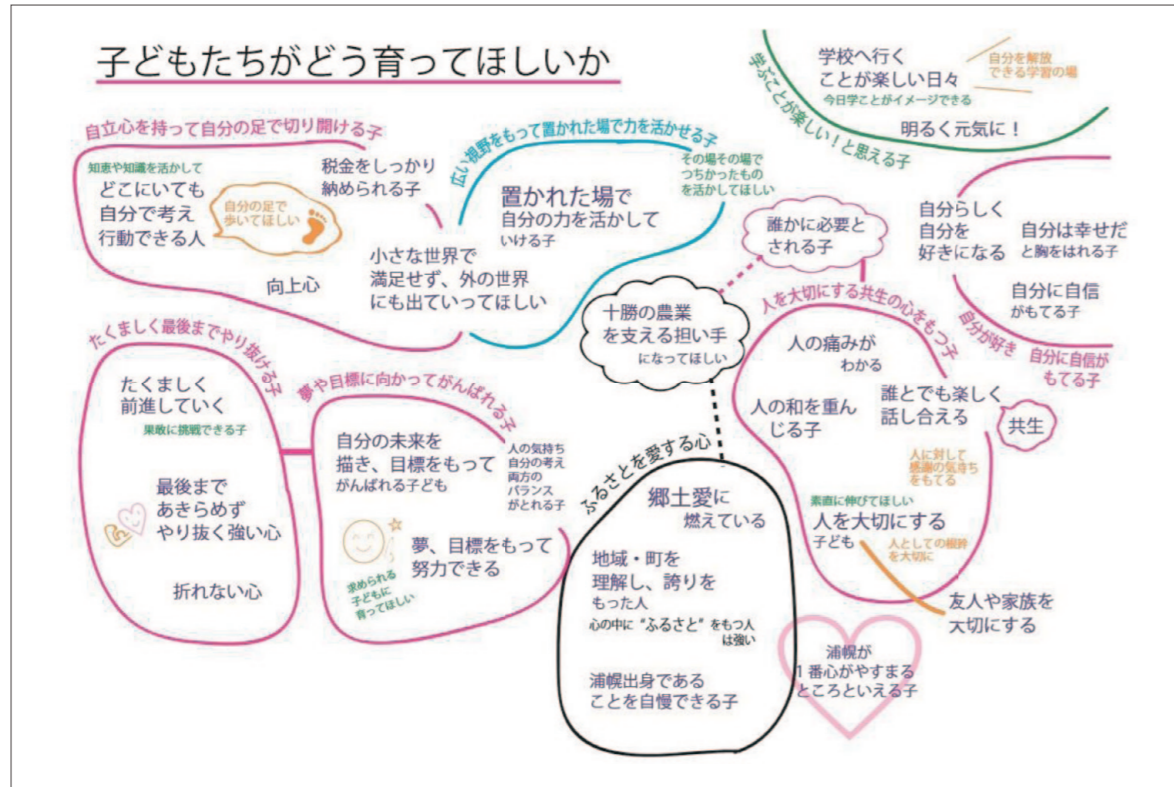 子どもたちがどう育ってほしいか
自立心を持って自分の足で切り開ける子
知恵や知識を活かして
どこにいても
自分で考え
行動できる人
自分の足で
歩いてほしい
税金をしっかり
納められる子
向上心
広い視野をもって置かれた場で力を活かせる子
置かれた場で
自分の力を活かして
いける子
その場その場で
つちかったもの
を活かしてほしい
小さな世界で
満足せず、外の世界
にも出ていってほしい
学ぶことが楽しい！と思える子
学校へ行く
ことが楽しい日々
今日学ことがイメージできる
自分を解放
できる学習の場
明るく元気に！
自分らしく
自分を
好きになる
自分は幸せだ
と胸をはれる子
自分に自信
がもてる子
自分が好き
自分に自信が
もてる子
誰かに必要と
される子
十勝の農業
を支える担い手
になってほしい
人を大切にする共生の心をもつ子
人の痛みが
わかる
誰とでも楽しく
話し合える
人の和を重ん
じる子
共生
人に対して
感謝の気持ち
をもてる
素直に伸びてほしい
人を大切にする
子ども
人としての根幹
を大切に
友人や家族を
大切にする
たくましく最後までやり抜ける子
たくましく
前進していく
果敢に挑戦できる子
最後まで
あきらめず
やり抜く強い心
折れない心
夢や目標に向かってがんばれる子
自分の未来を
描き、目標をもって
がんばれる子ども
人の気持ち
自分の考え
両方の
バランス
がとれる子
夢、目標をもって
努力できる
求められる
子どもに
育ってほしい
ふるさとを愛する心
郷土愛に
燃えている
地域・町を
理解し、誇りを
もった人
心の中に“ふるさと”をもつ人
は強い
浦幌出身である
ことを自慢できる子
浦幌が
1番心がやすまる
ところといえる子